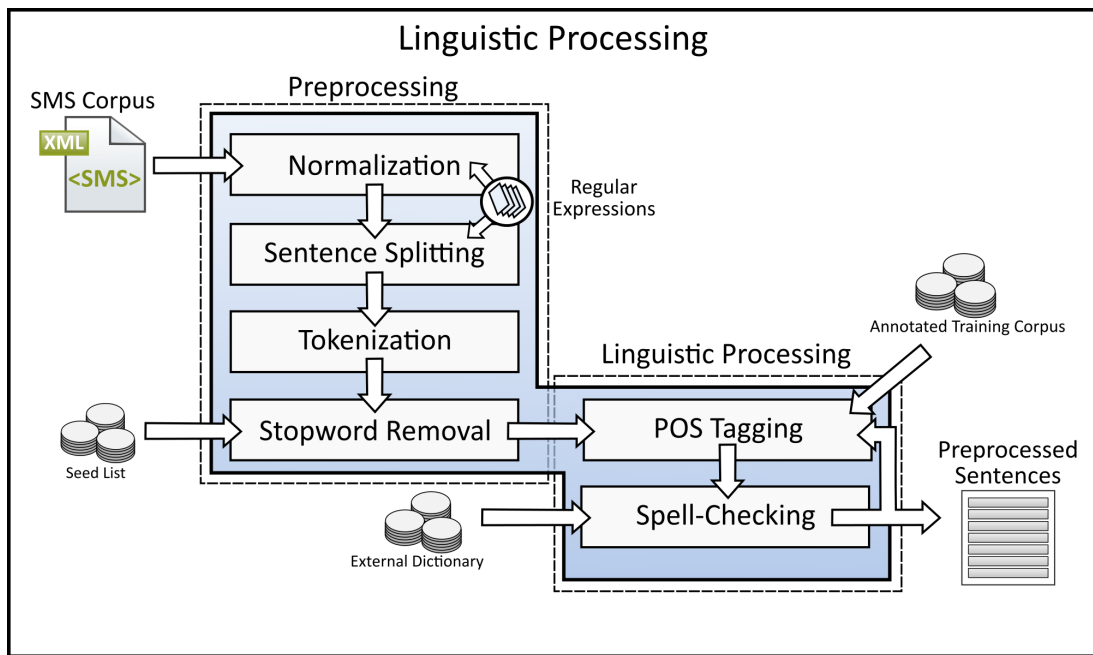 Linguistic Processing
Preprocessing
SMS Corpus
XML
<SMS>
Normalization
Regular
Expressions
Sentence Splitting
Tokenization
Annotated Training Corpus
Linguistic Processing
Stopword Removal
POS Tagging
Seed List
Preprocessed
Sentences
Spell-Checking
External Dictionary